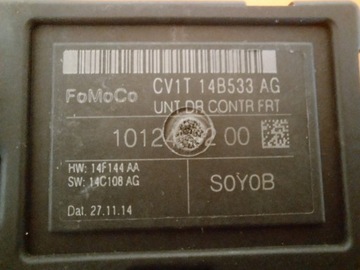 CV1T 14B533 AG
FoMoCo
UNT DR CONTR FRT
HW: 14F144 AA
SW: 14C108 AG
S0Y0B
Dat. 27.11.14